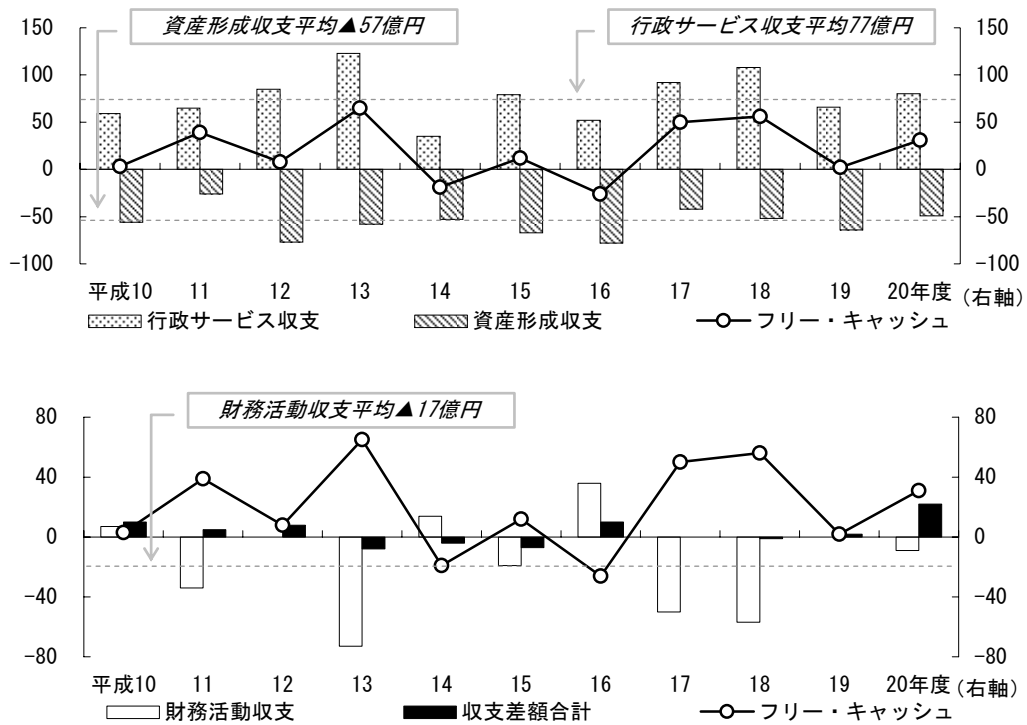 資産形成収支平均▲57億円
行政サービス収支平均77億円
150 150
100 100
50 50
0 0
-50 -50
-100 -100
平成10 11 12 13 14 15 16 17 18 19 20年度 (右軸)
行政サービス収支 資産形成収支 フリー・キャッシュ
財務活動収支平均▲17億円
80 80
40 40
0 0
-40 -40
-80 -80
平成10 11 12 13 14 15 16 17 18 19 20年度 (右軸)
財務活動収支 収支差額合計 フリー・キャッシュ